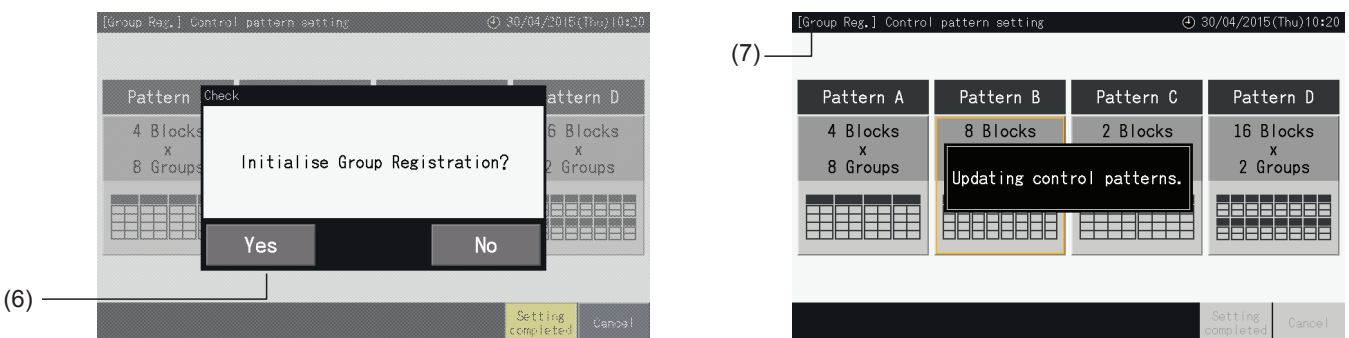 [Group Reg.] Control pattern setting 30/04/2015(Thu)10:20
Pattern
attern D
Check
4 Blocks
x
8 Groups
6 Blocks
x
2 Groups
Initialise Group Registration?
Yes
No
(6)
Setting
completed
Cancel
[Group Reg.] Control pattern setting 30/04/2015(Thu)10:20
(7)
Pattern A
Pattern B
Pattern C
Pattern D
4 Blocks
x
8 Groups
8 Blocks
2 Blocks
16 Blocks
x
2 Groups
Updating control patterns.
Setting
completed
Cancel